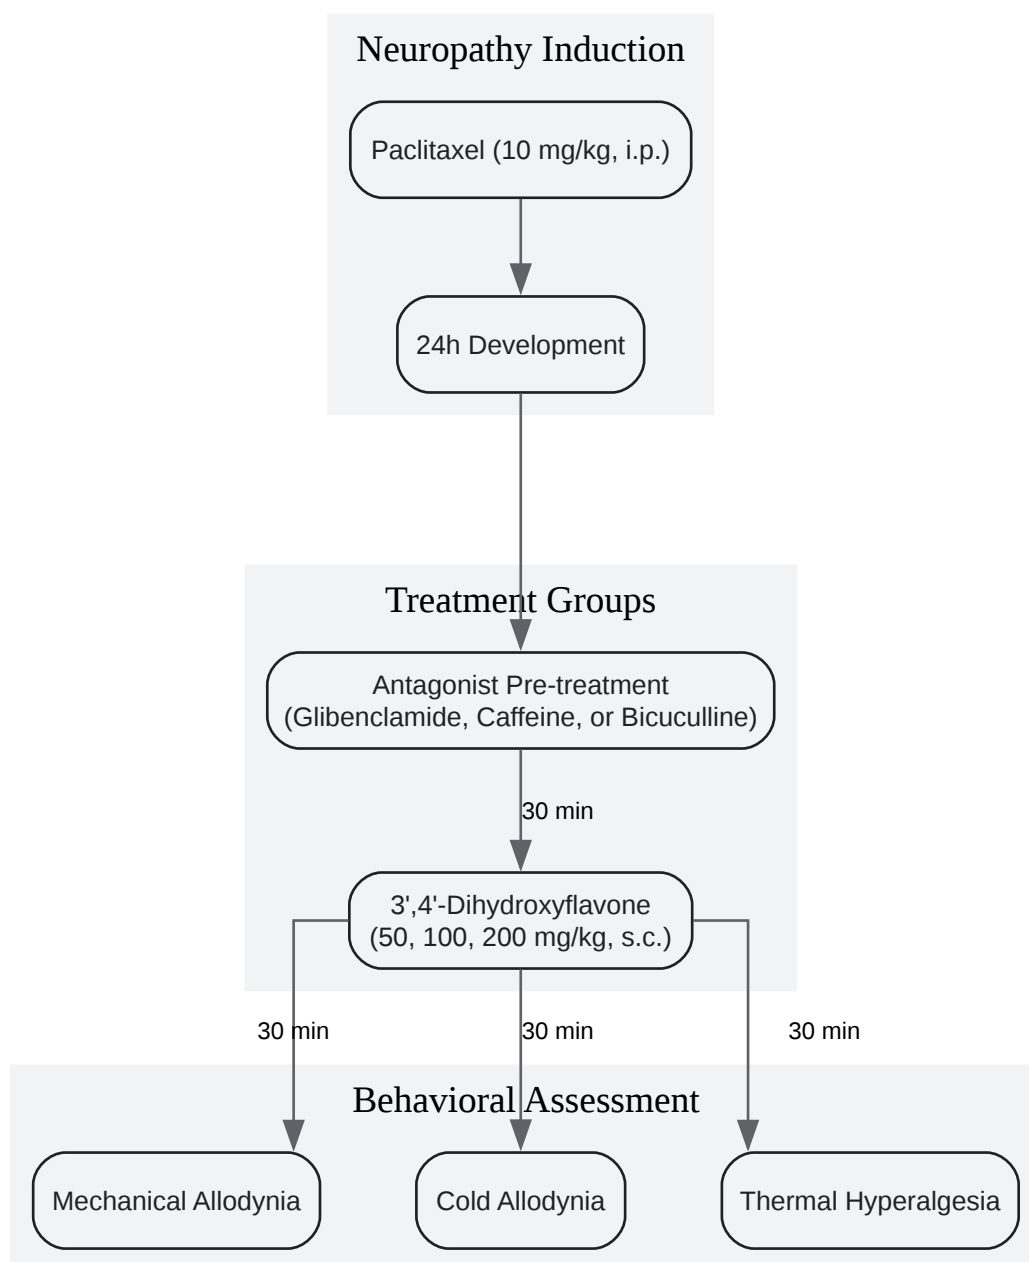 Neuropathy Induction
Paclitaxel (10 mg/kg, i.p.)
24h Development
Treatment Groups
Antagonist Pre-treatment
(Glibenclamide, Caffeine, or Bicuculline)
30 min
3',4'-Dihydroxyflavone
(50, 100, 200 mg/kg, s.c.)
30 min
30 min
30 min
Behavioral Assessment
Mechanical Allodynia
Cold Allodynia
Thermal Hyperalgesia